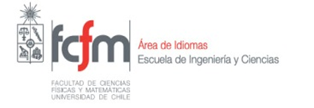 fcfm
Área de Idiomas
Escuela de Ingeniería y Ciencias
FACULTAD DE CIENCIAS
FÍSICAS Y MATEMÁTICAS
UNIVERSIDAD DE CHILE